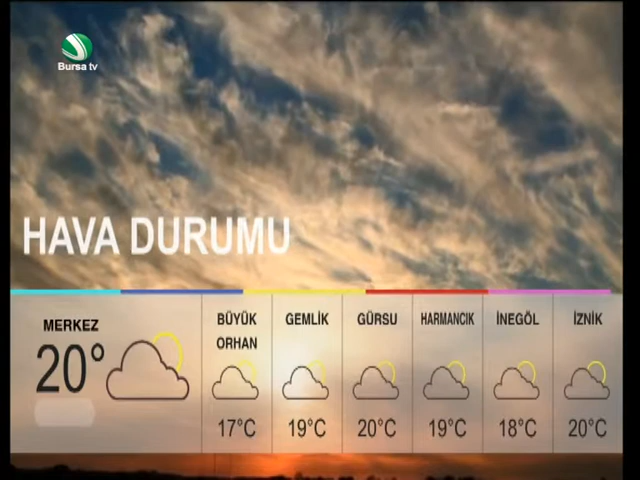 Bursa tv
HAVA DURUMU
MERKEZ
20°
BÜYÜK
ORHAN
17°C
GEMLİK
19°C
GÜRSU
20°C
HARMANCIK
19°C
İNEGÖL
18°C
İZNİK
20°C